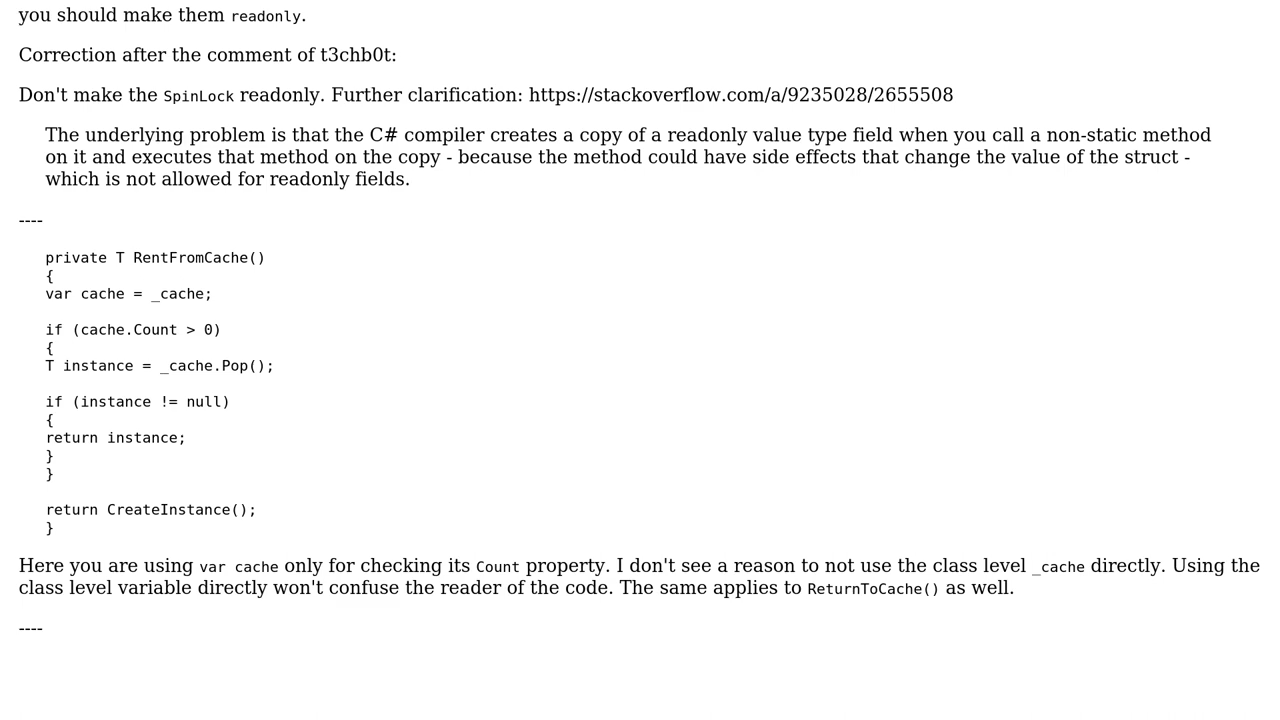 you should make them readonly.
Correction after the comment of t3chb0t:
Don't make the SpinLock readonly. Further clarification: https://stackoverflow.com/a/9235028/2655508
The underlying problem is that the C# compiler creates a copy of a readonly value type field when you call a non-static method
on it and executes that method on the copy - because the method could have side effects that change the value of the struct -
which is not allowed for readonly fields.
----
private T RentFromCache()
{
var cache = _cache;
if (cache.Count > 0)
{
T instance = _cache.Pop();
if (instance != null)
{
return instance;
}
}
return CreateInstance();
}
Here you are using var cache only for checking its Count property. I don't see a reason to not use the class level _cache directly. Using the
class level variable directly won't confuse the reader of the code. The same applies to ReturnToCache() as well.
----